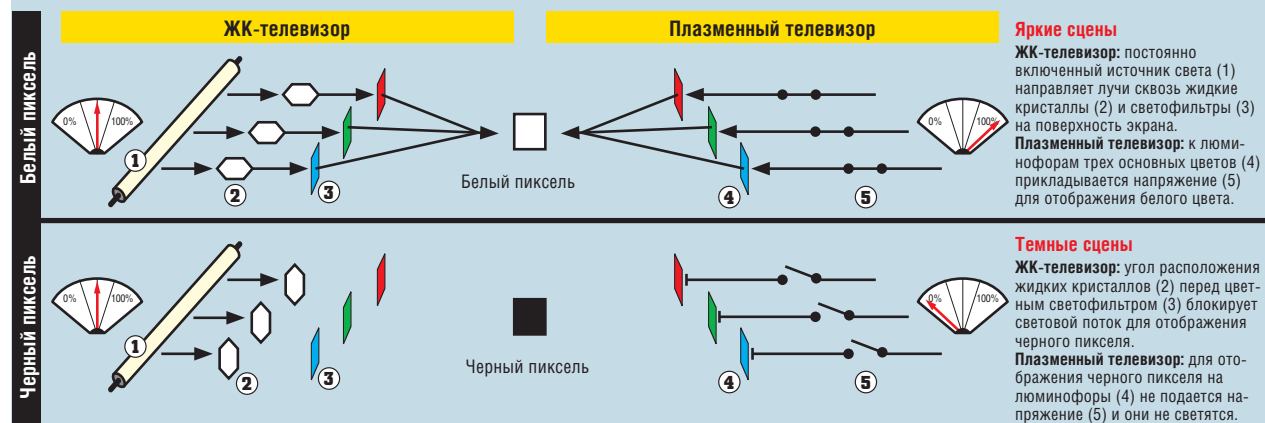 ЖК-телевизор
Плазменный телевизор
Белый пиксель
0%
100%
1
2
3
Белый пиксель
4
5
0%
100%
Яркие сцены
ЖК-телевизор: постоянно
включенный источник света (1)
направляет лучи сквозь жидкие
кристаллы (2) и светофильтры (3)
на поверхность экрана.
Плазменный телевизор: к люми-
нофорам трех основных цветов (4)
прикладывается напряжение (5)
для отображения белого цвета.
Черный пиксель
0%
100%
1
2
3
Черный пиксель
4
5
0%
100%
Темные сцены
ЖК-телевизор: угол расположения
жидких кристаллов (2) перед цвет-
ным светофильтром (3) блокирует
световой поток для отображения
черного пикселя.
Плазменный телевизор: для ото-
бражения черного пикселя на
люминофоры (4) не подается на-
пряжение (5) и они не светятся.